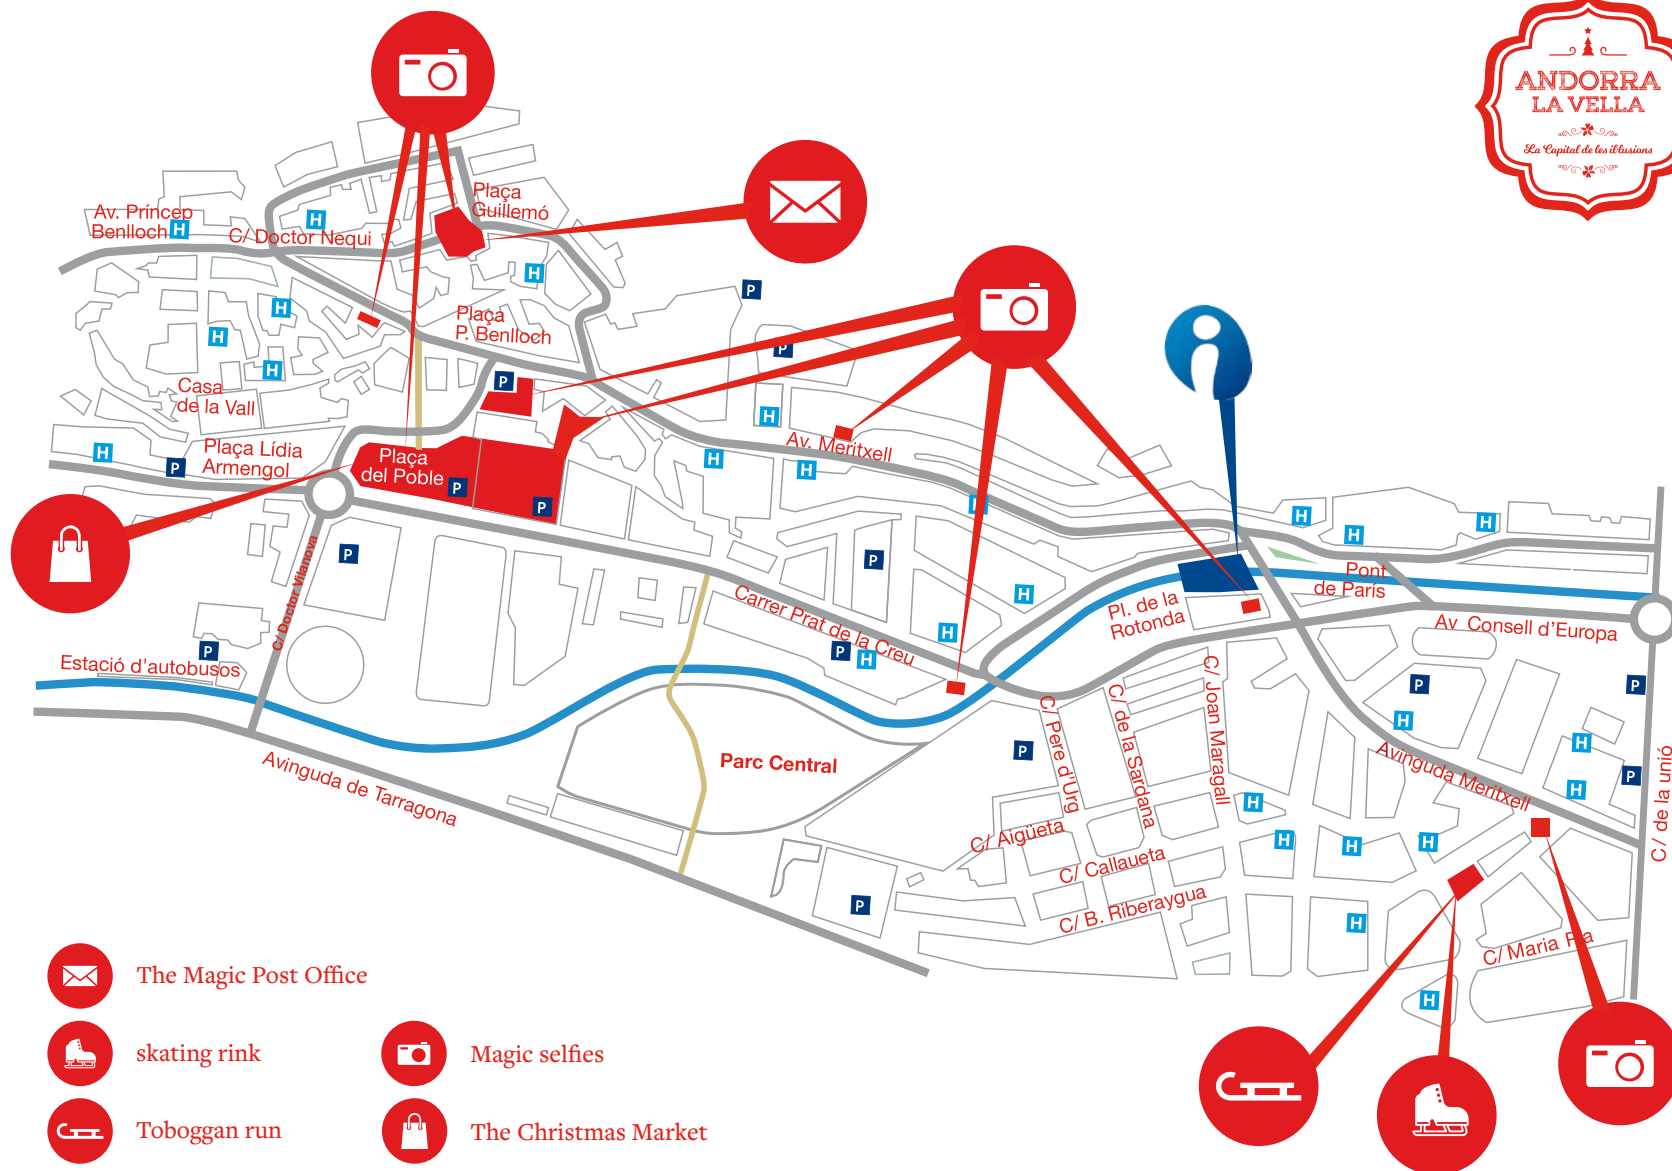 ANDORRA
LA VELLA
La Capital de les il·lusions
Plaça
Guillemó
Av. Príncep
Benlloch
H
H
C/ Doctor Nequi
H
P
H
Plaça
P. Benlloch
H
P
H
P
Casa
de la Vall
H
Av. Meritxell
Plaça Lídia
Armengol
H
P
Plaça
del Poble
P
P
H
H
H
H
H
H
C/ Doctor Vilanova
P
P
Pont
de París
Carrer Prat de la Creu
H
Pl. de la
Rotonda
Av Consell d'Europa
H
P
H
P
Estació d'autobusos
P
P
H
C/ Pere d'Urg
C/ de la Sardana
C/ Joan Maragall
P
H
Avinguda Meritxell
Parc Central
Avinguda de Tarragona
P
H
H
C/ de la unió
C/ Aigüeta
H
H
H
C/ Callaueta
C/ B. Riberaygua
P
H
C/ Maria Pla
H
The Magic Post Office
skating rink
Magic selfies
Toboggan run
The Christmas Market